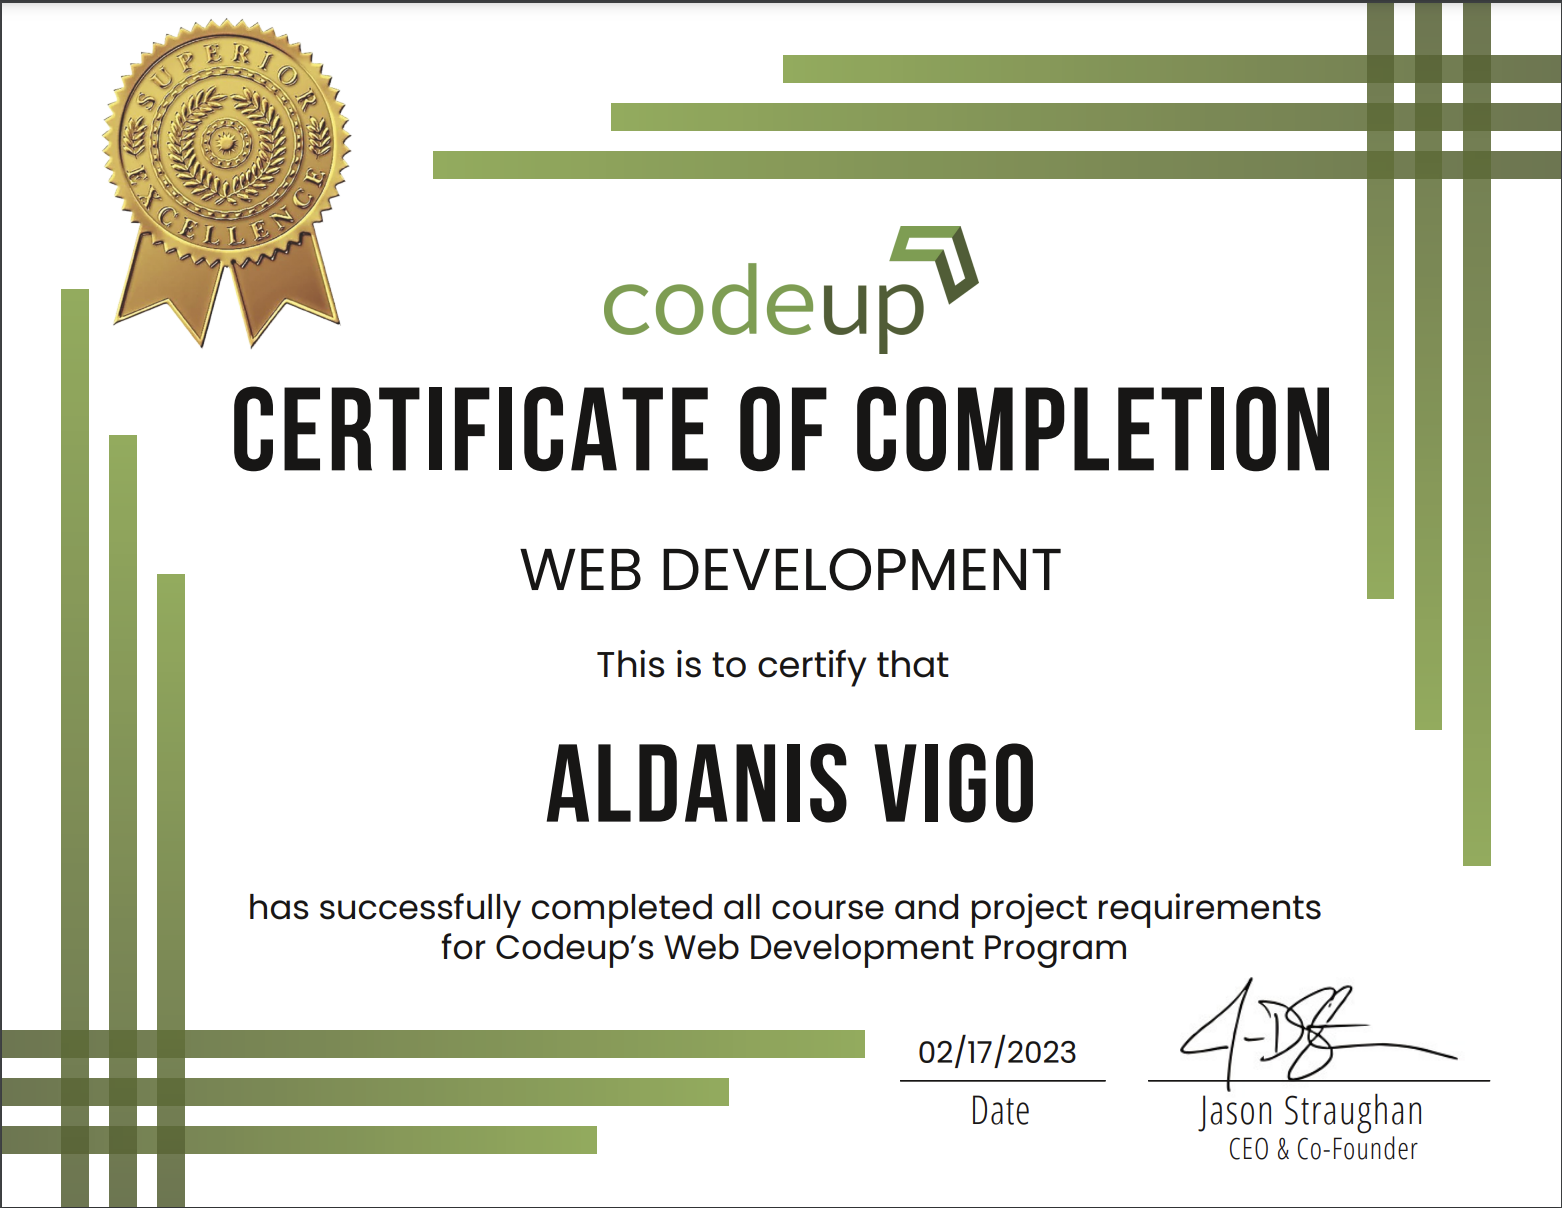 SUPERIOR
EXCELLENCE
codeup
CERTIFICATE OF COMPLETION
WEB DEVELOPMENT
This is to certify that
ALDANIS VIGO
has successfully completed all course and project requirements
for Codeup’s Web Development Program
02/17/2023
Date
Jason Straughan
CEO & Co-Founder